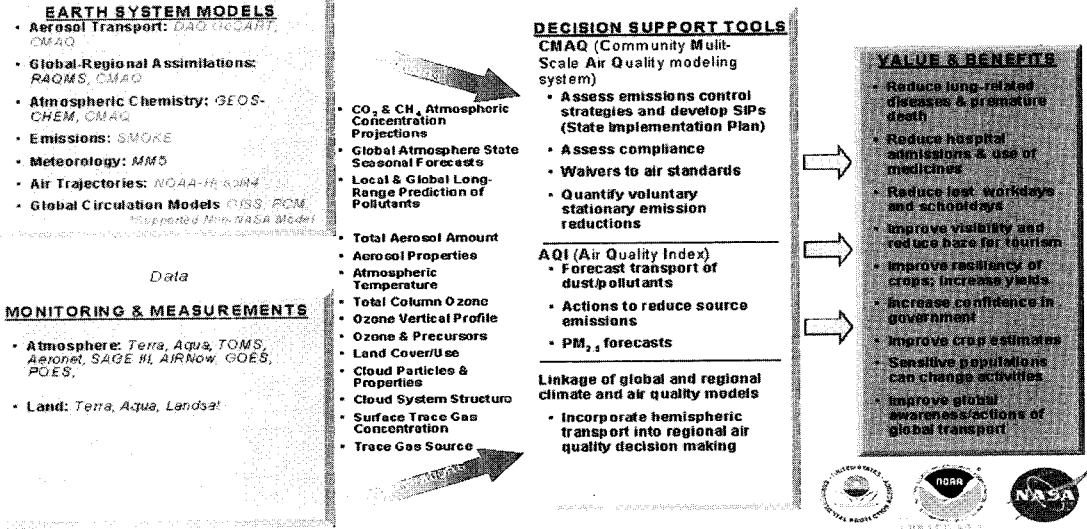 EARTH SYSTEM MODELS
• Aerosol Transport: DAO GOCART,
CMAQ
• Global-Regional Assimilations:
RAQMS, CMAQ
• Atmospheric Chemistry: GEOS-
CHEM, CMAQ
• Emissions: SMOKE
• Meteorology: MM5
• Air Trajectories: NOAA-
• Global Circulation Models GISS, PCM
*Supported Non-NASA Model
Data
MONITORING & MEASUREMENTS
• Atmosphere: Terra, Aqua, TOMS,
Aeronet, SAGE III, AIRNow, GOES,
POES,
• Land: Terra, Aqua, Landsat
• CO2 & CH4 Atmospheric
Concentration
Projections
• Global Atmosphere State
Seasonal Forecasts
• Local & Global Long-
Range Prediction of
Pollutants
• Total Aerosol Amount
• Aerosol Properties
• Atmospheric
Temperature
• Total Column Ozone
• Ozone Vertical Profile
• Ozone & Precursors
• Land Cover/Use
• Cloud Particles &
Properties
• Cloud System Structure
• Surface Trace Gas
Concentration
• Trace Gas Source
DECISION SUPPORT TOOLS
CMAQ (Community Mulit-
Scale Air Quality modeling
system)
• Assess emissions control
strategies and develop SIPs
(State Implementation Plan)
• Assess compliance
• Waivers to air standards
• Quantify voluntary
stationary emission
reductions
AQI (Air Quality Index)
• Forecast transport of
dust/pollutants
• Actions to reduce source
emissions
• PM2.5 forecasts
Linkage of global and regional
climate and air quality models
• Incorporate hemispheric
transport into regional air
quality decision making
VALUE & BENEFITS
• Reduce lung-related
diseases & premature
death
• Reduce hospital
admissions & use of
medicines
• Reduce lost workdays
and schooldays
• Improve visibility and
reduce haze for tourism
• Improve resiliency of
crops; increase yields
• Increase confidence in
government
• Improve crop estimates
• Sensitive populations
can change activities
• Improve global
awareness/actions of
global transport
UNITED STATES
NOAA
NASA